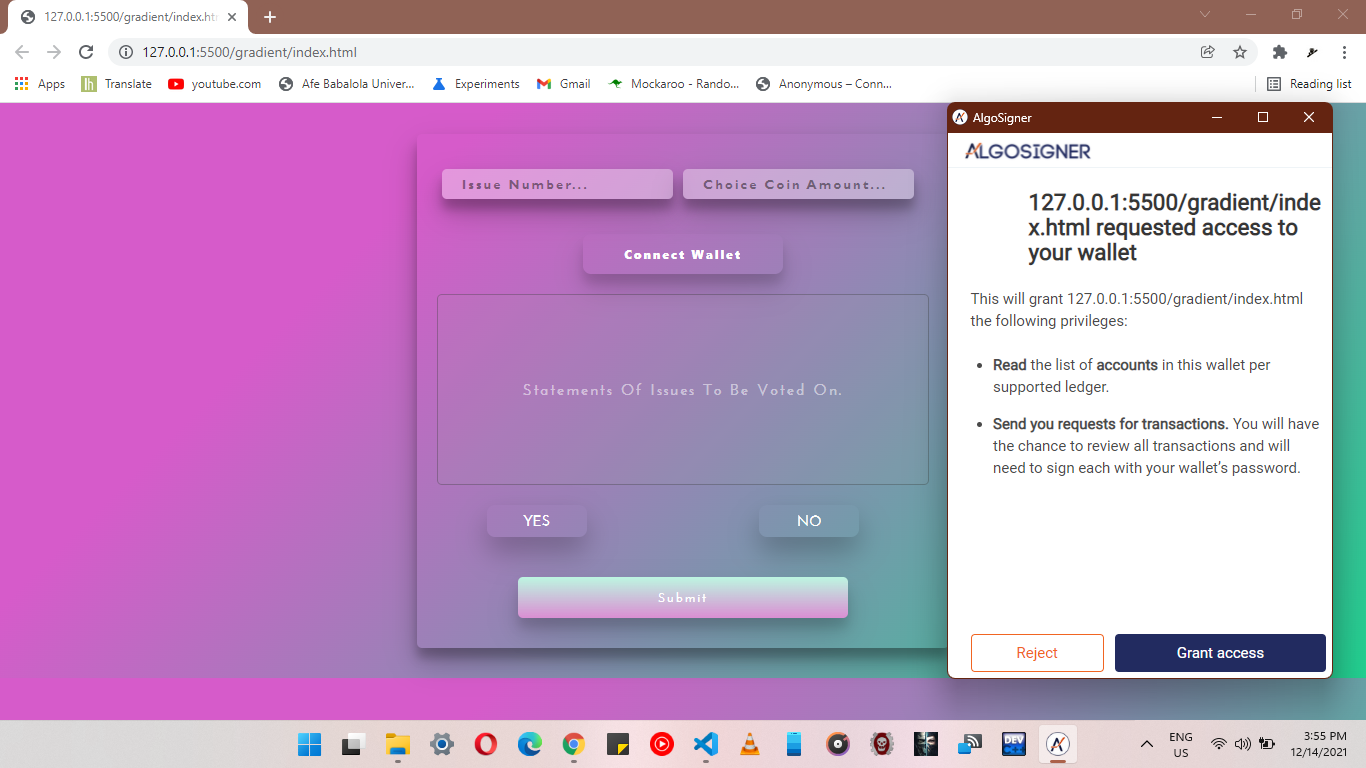 127.0.0.1:5500/gradient/index.htm
127.0.0.1:5500/gradient/index.html
Apps
Translate
youtube.com
Afe Babalola Univer...
Experiments
Gmail
Mockaroo - Rando...
Anonymous – Conn...
Reading list
Issue Number...
Choice Coin Amount...
Connect Wallet
Statements Of Issues To Be Voted On.
YES
NO
Submit
AlgoSigner
ALGOSIGNER
127.0.0.1:5500/gradient/inde
x.html requested access to
your wallet
This will grant 127.0.0.1:5500/gradient/index.html
the following privileges:
Read the list of accounts in this wallet per
supported ledger.
Send you requests for transactions. You will have
the chance to review all transactions and will
need to sign each with your wallet’s password.
Reject
Grant access
DEV
ENG
US
3:55 PM
12/14/2021